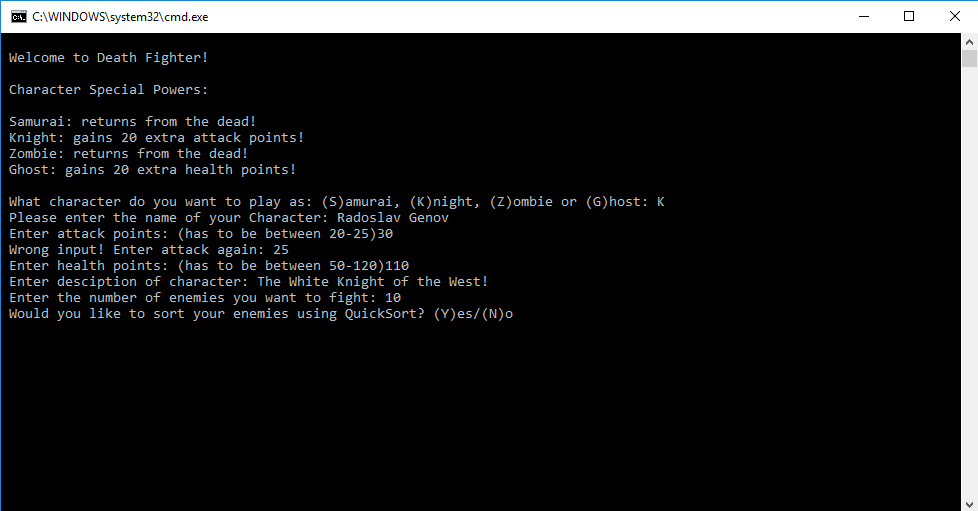 C:\WINDOWS\system32\cmd.exe
Welcome to Death Fighter!
Character Special Powers:
Samurai: returns from the dead!
Knight: gains 20 extra attack points!
Zombie: returns from the dead!
Ghost: gains 20 extra health points!
What character do you want to play as: (S)amurai, (K)night, (Z)ombie or (G)host: K
Please enter the name of your Character: Radoslav Genov
Enter attack points: (has to be between 20-25)30
Wrong input! Enter attack again: 25
Enter health points: (has to be between 50-120)110
Enter desciption of character: The White Knight of the West!
Enter the number of enemies you want to fight: 10
Would you like to sort your enemies using QuickSort? (Y)es/(N)o